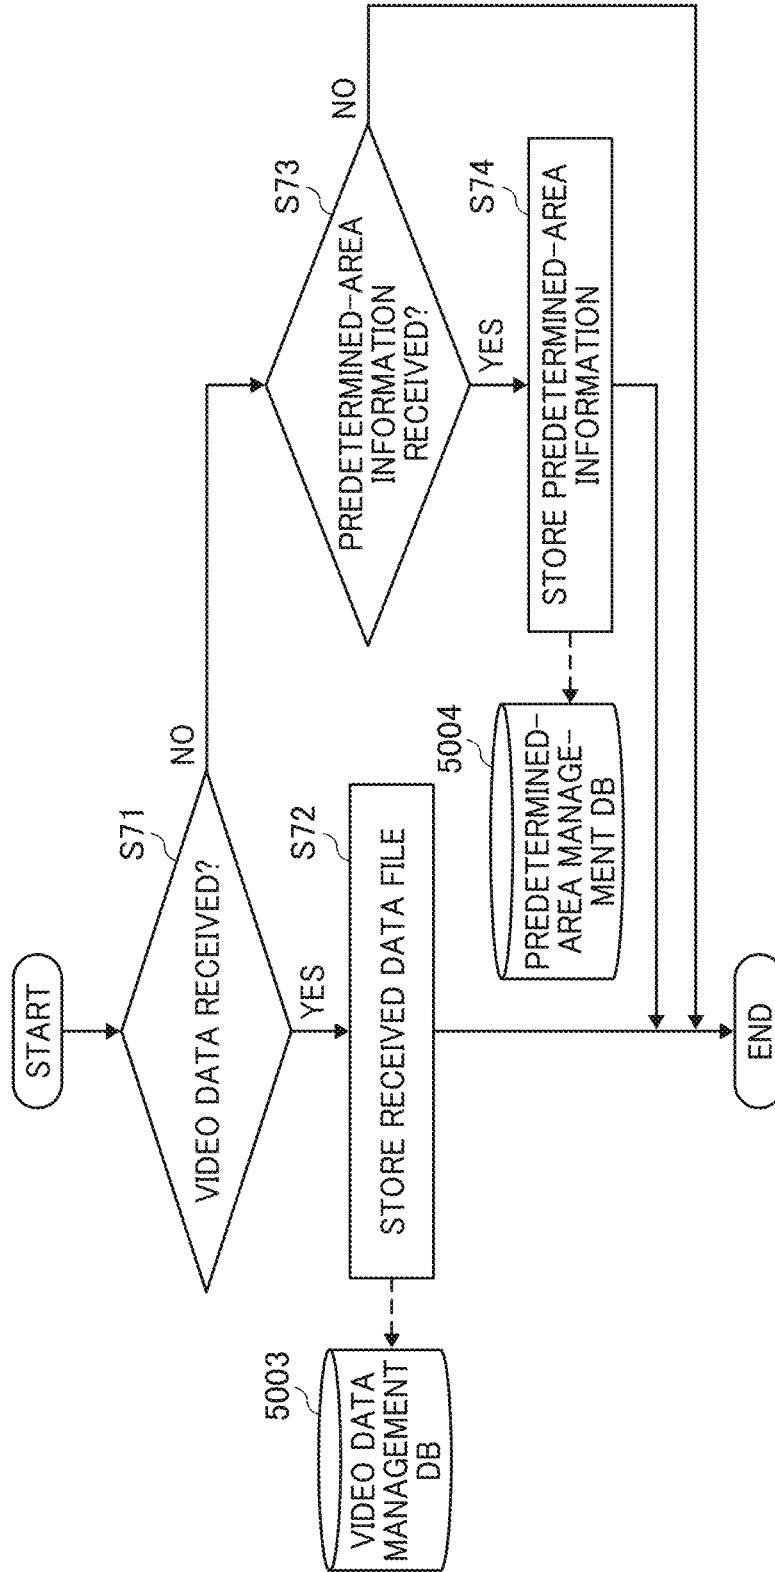 START
S71
VIDEO DATA RECEIVED?
NO
YES
S72
STORE RECEIVED DATA FILE
5003
VIDEO DATA
MANAGEMENT
DB
S73
PREDETERMINED-AREA
INFORMATION
RECEIVED?
NO
YES
S74
STORE PREDETERMINED-AREA
INFORMATION
5004
PREDETERMINED-
AREA MANAGE-
MENT DB
END